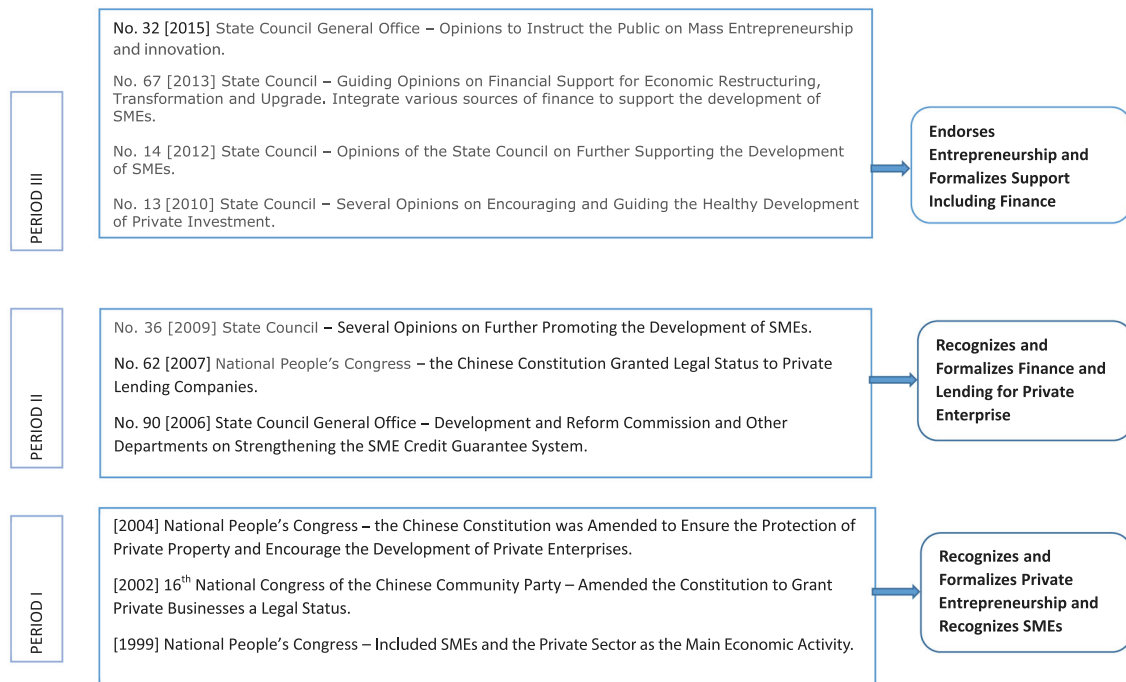 PERIOD III
No. 32 [2015] State Council General Office – Opinions to Instruct the Public on Mass Entrepreneurship
and innovation.
No. 67 [2013] State Council – Guiding Opinions on Financial Support for Economic Restructuring,
Transformation and Upgrade. Integrate various sources of finance to support the development of
SMEs.
No. 14 [2012] State Council – Opinions of the State Council on Further Supporting the Development
of SMEs.
No. 13 [2010] State Council – Several Opinions on Encouraging and Guiding the Healthy Development
of Private Investment.
Endorses
Entrepreneurship and
Formalizes Support
Including Finance
PERIOD II
No. 36 [2009] State Council – Several Opinions on Further Promoting the Development of SMEs.
No. 62 [2007] National People's Congress – the Chinese Constitution Granted Legal Status to Private
Lending Companies.
No. 90 [2006] State Council General Office – Development and Reform Commission and Other
Departments on Strengthening the SME Credit Guarantee System.
Recognizes and
Formalizes Finance and
Lending for Private
Enterprise
PERIOD I
[2004] National People's Congress – the Chinese Constitution was Amended to Ensure the Protection of
Private Property and Encourage the Development of Private Enterprises.
[2002] 16th National Congress of the Chinese Community Party – Amended the Constitution to Grant
Private Businesses a Legal Status.
[1999] National People's Congress – Included SMEs and the Private Sector as the Main Economic Activity.
Recognizes and
Formalizes Private
Entrepreneurship and
Recognizes SMEs